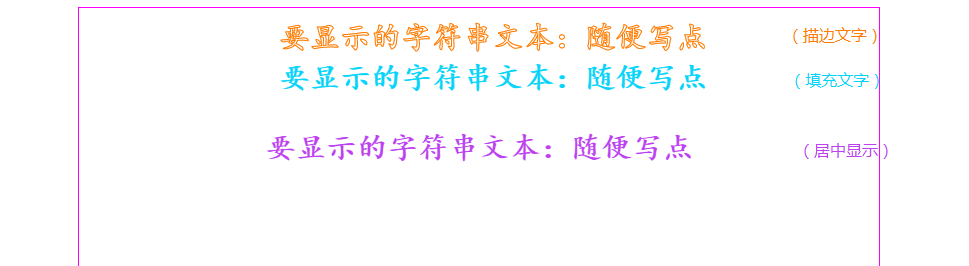 要显示的字符串文本：随便写点 （描边文字）
要显示的字符串文本：随便写点 （填充文字）
要显示的字符串文本：随便写点 （居中显示）